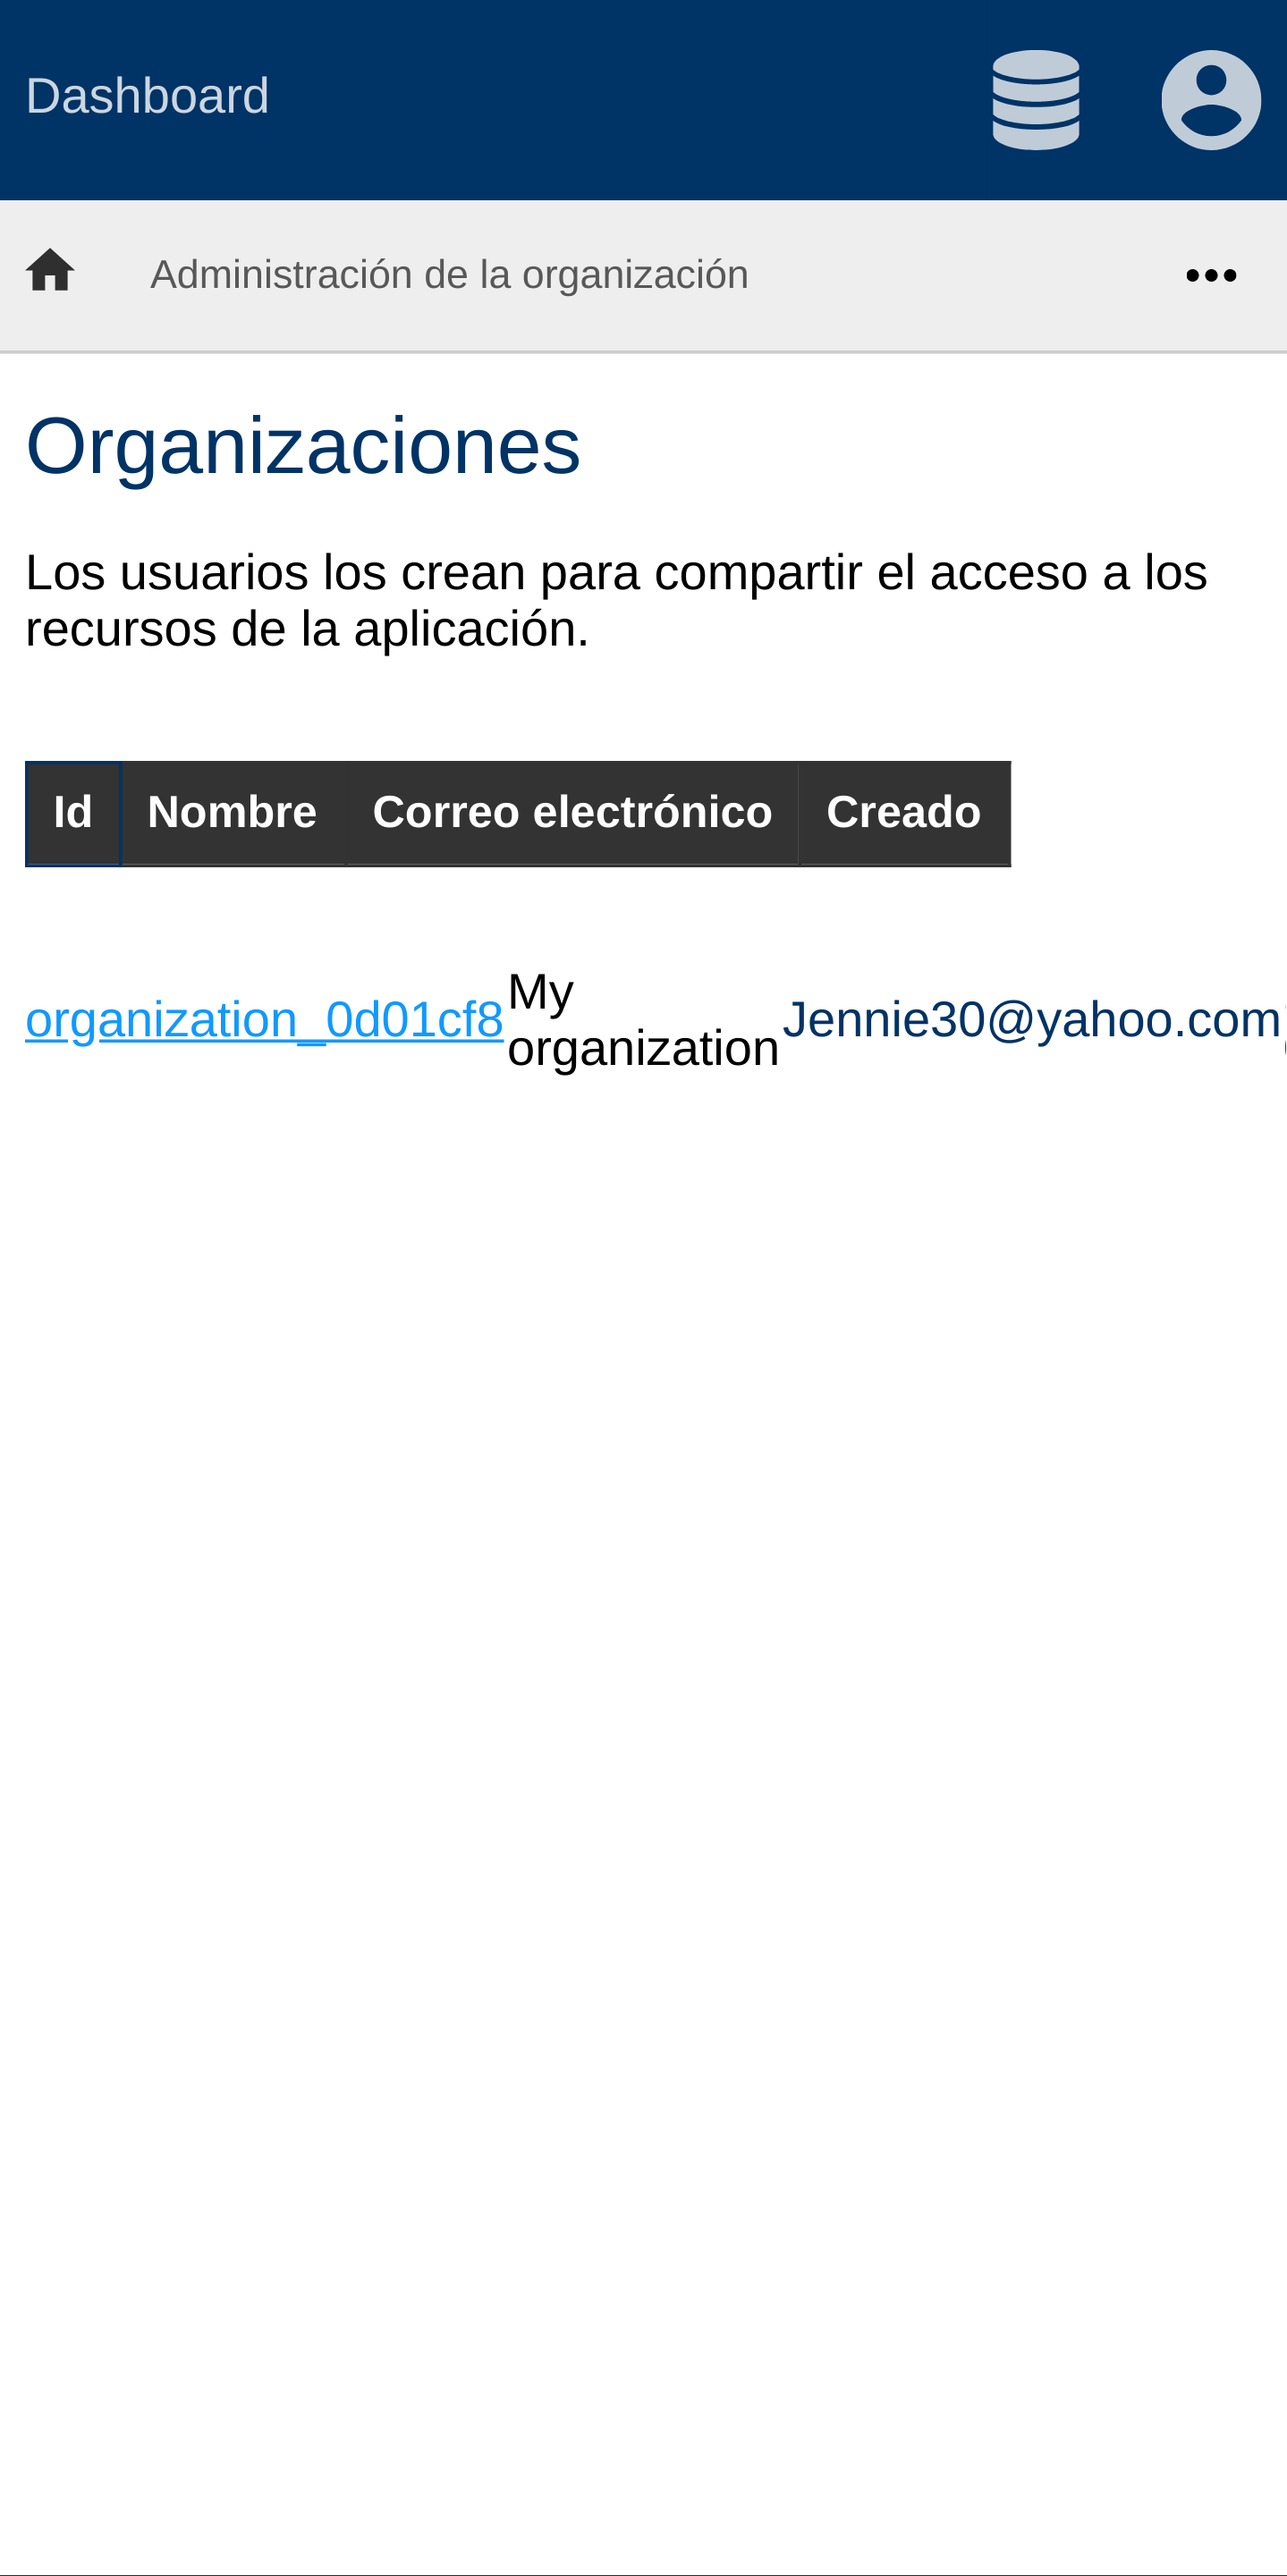 Dashboard
Administración de la organización
Organizaciones
Los usuarios los crean para compartir el acceso a los
recursos de la aplicación.
Id Nombre Correo electrónico Creado
organization_0d01cf8 My organization Jennie30@yahoo.com